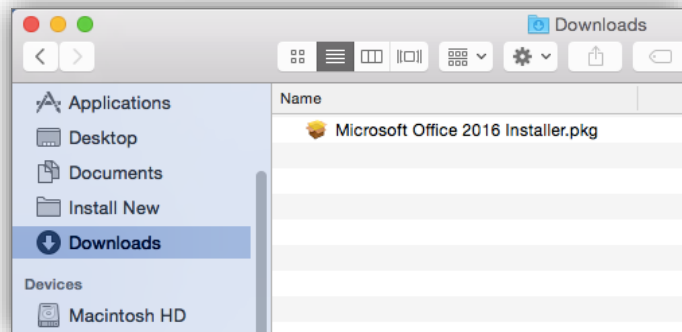 Downloads
Applications
Desktop
Documents
Install New
Downloads
Devices
Macintosh HD
Name
Microsoft Office 2016 Installer.pkg